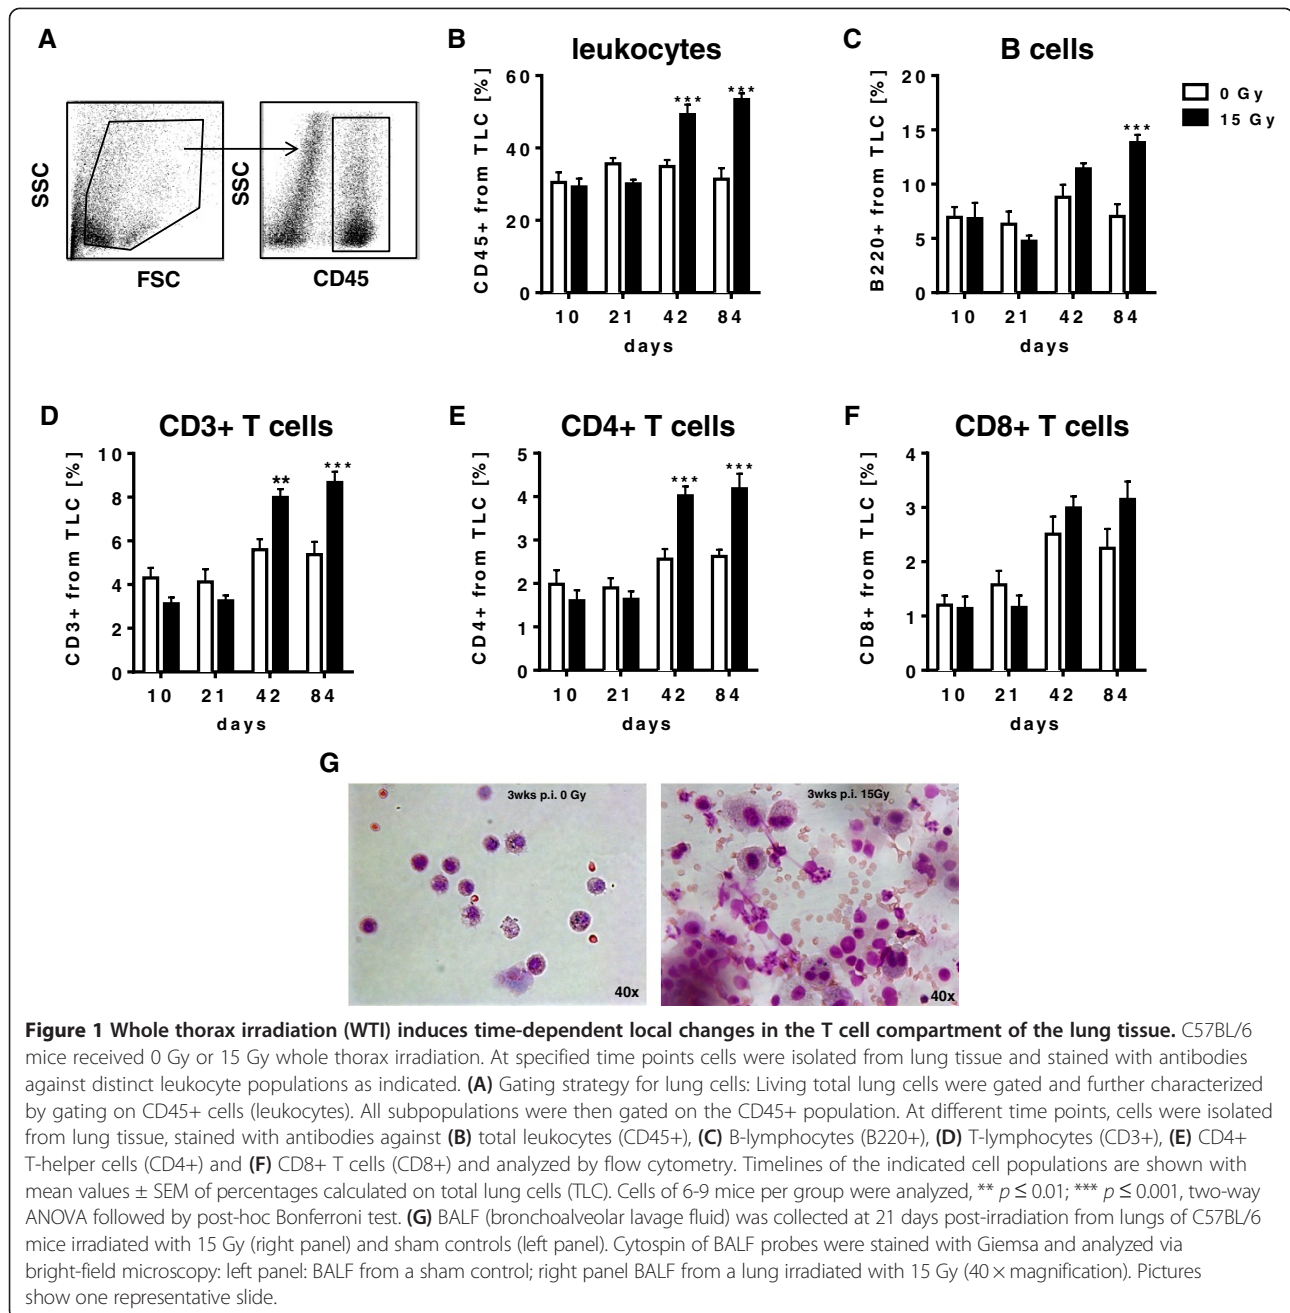 A
SSC
FSC
SSC
CD45
B
leukocytes
CD45+ from TLC [%]
60
40
20
0
***
***
10 21 42 84
days
C
B cells
B220+ from TLC [%]
20
15
10
5
0
***
10 21 42 84
days
0 Gy
15 Gy
D
CD3+ T cells
CD3+ from TLC [%]
10
8
6
4
2
0
**
***
10 21 42 84
days
E
CD4+ T cells
CD4+ from TLC [%]
5
4
3
2
1
0
***
***
10 21 42 84
days
F
CD8+ T cells
CD8+ from TLC [%]
4
3
2
1
0
10 21 42 84
days
G
3wks p.i. 0 Gy
40x
3wks p.i. 15Gy
40x
Figure 1 Whole thorax irradiation (WTI) induces time-dependent local changes in the T cell compartment of the lung tissue. C57BL/6
mice received 0 Gy or 15 Gy whole thorax irradiation. At specified time points cells were isolated from lung tissue and stained with antibodies
against distinct leukocyte populations as indicated. (A) Gating strategy for lung cells: Living total lung cells were gated and further characterized
by gating on CD45+ cells (leukocytes). All subpopulations were then gated on the CD45+ population. At different time points, cells were isolated
from lung tissue, stained with antibodies against (B) total leukocytes (CD45+), (C) B-lymphocytes (B220+), (D) T-lymphocytes (CD3+), (E) CD4+
T-helper cells (CD4+) and (F) CD8+ T cells (CD8+) and analyzed by flow cytometry. Timelines of the indicated cell populations are shown with
mean values ± SEM of percentages calculated on total lung cells (TLC). Cells of 6-9 mice per group were analyzed, ** p ≤ 0.01; *** p ≤ 0.001, two-way
ANOVA followed by post-hoc Bonferroni test. (G) BALF (bronchoalveolar lavage fluid) was collected at 21 days post-irradiation from lungs of C57BL/6
mice irradiated with 15 Gy (right panel) and sham controls (left panel). Cytospin of BALF probes were stained with Giemsa and analyzed via
bright-field microscopy: left panel: BALF from a sham control; right panel BALF from a lung irradiated with 15 Gy (40 × magnification). Pictures
show one representative slide.